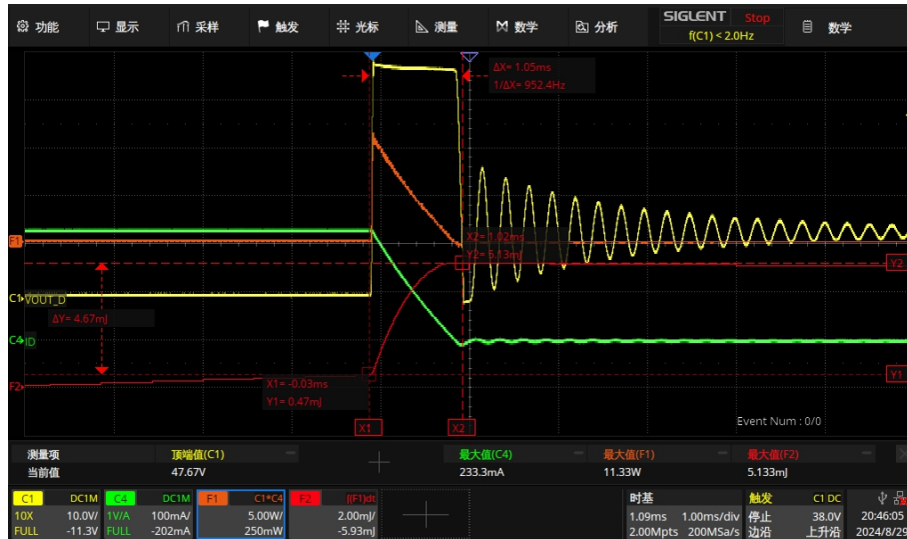 功能 显示 采样 触发 光标 测量 数学 分析 SIGLENT Stop 数学
f(C1) < 2.0Hz
ΔX= 1.05ms
1/ΔX= 952.4Hz
F1
X2= 1.02ms
Y2= 5.13mJ
Y2
C1 VOUT_D
ΔY= 4.67mJ
C4 ID
X1= -0.03ms
Y1= 0.47mJ
Y1
F2
X1 X2
Event Num : 0/0
测量项 顶端值(C1) 最大值(C4) 最大值(F1) 最大值(F2)
当前值 47.67V 233.3mA 11.33W 5.133mJ
C1 DC1M C4 DC1M F1 C1*C4 F2 ∫(F1)dt 时基 触发 C1 DC
10X 10.0V/ 1V/A 100mA/ 5.00W/ 2.00mJ/ 1.09ms 1.00ms/div 停止 38.0V 20:46:05
FULL -11.3V FULL -202mA 250mW -5.93mJ 2.00Mpts 200MSa/s 边沿 上升沿 2024/8/29